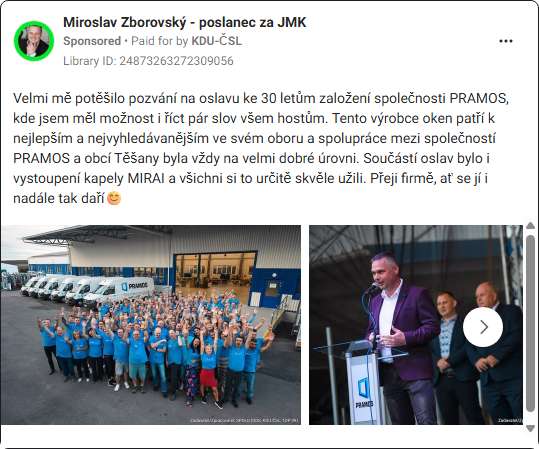 Miroslav Zborovský - poslanec za JMK
Sponsored • Paid for by KDU-ČSL
Library ID: 24873263272309056
Velmi mě potěšilo pozvání na oslavu ke 30 letům založení společnosti PRAMOS,
kde jsem měl možnost i říct pár slov všem hostům. Tento výrobce oken patří k
nejlepším a nejvyhledávanějším ve svém oboru a spolupráce mezi společností
PRAMOS a obcí Těšany byla vždy na velmi dobré úrovni. Součástí oslav bylo i
vystoupení kapely MIRAI a všichni si to určitě skvěle užili. Přeji firmě, ať se jí i
nadále tak daří😊
PRAMOS
PRAMOS